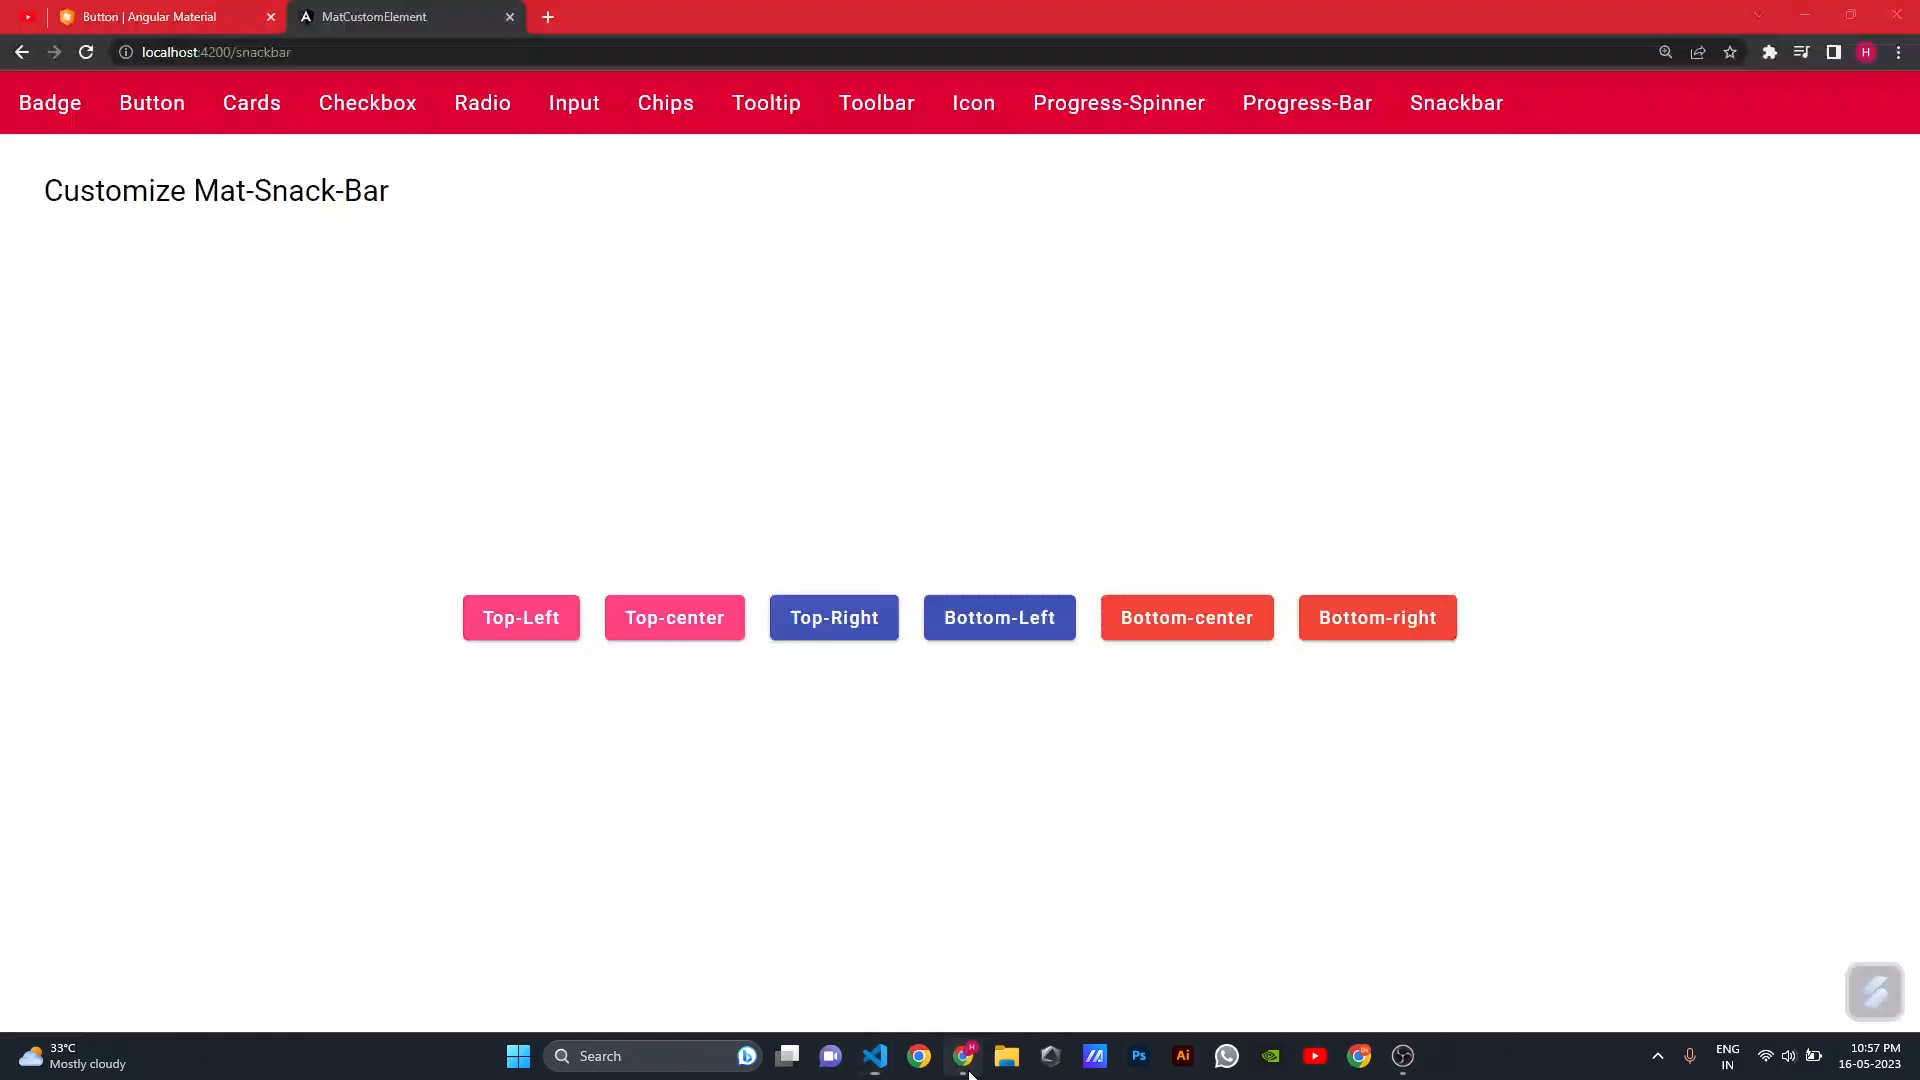 Button | Angular Material
MatCustomElement
localhost:4200/snackbar
H
Badge Button Cards Checkbox Radio Input Chips Tooltip Toolbar Icon Progress-Spinner Progress-Bar Snackbar
Customize Mat-Snack-Bar
Top-Left Top-center Top-Right Bottom-Left Bottom-center Bottom-right
33°C
Mostly cloudy
Search
H
Ps
Ai
ENG
IN
10:57 PM
16-05-2023